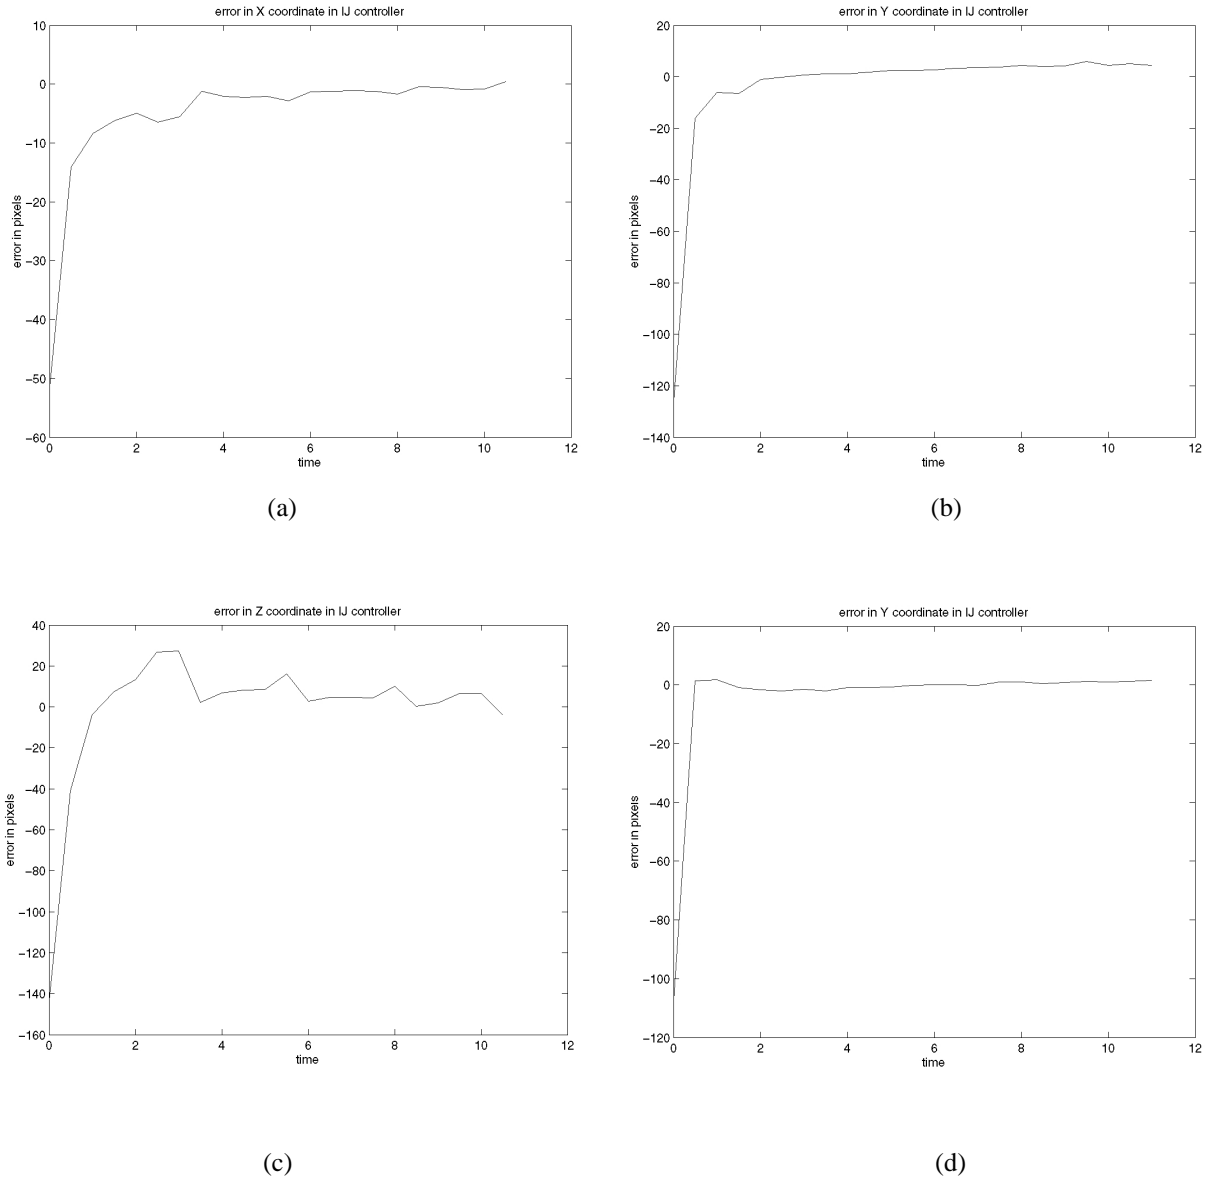 error in X coordinate in IJ controller
10
0
−10
−20
−30
−40
−50
−60
error in pixels
0 2 4 6 8 10 12
time
(a)
error in Y coordinate in IJ controller
20
0
−20
−40
−60
−80
−100
−120
−140
error in pixels
0 2 4 6 8 10 12
time
(b)
error in Z coordinate in IJ controller
40
20
0
−20
−40
−60
−80
−100
−120
−140
−160
error in pixels
0 2 4 6 8 10 12
time
(c)
error in Y coordinate in IJ controller
20
0
−20
−40
−60
−80
−100
−120
error in pixels
0 2 4 6 8 10 12
time
(d)